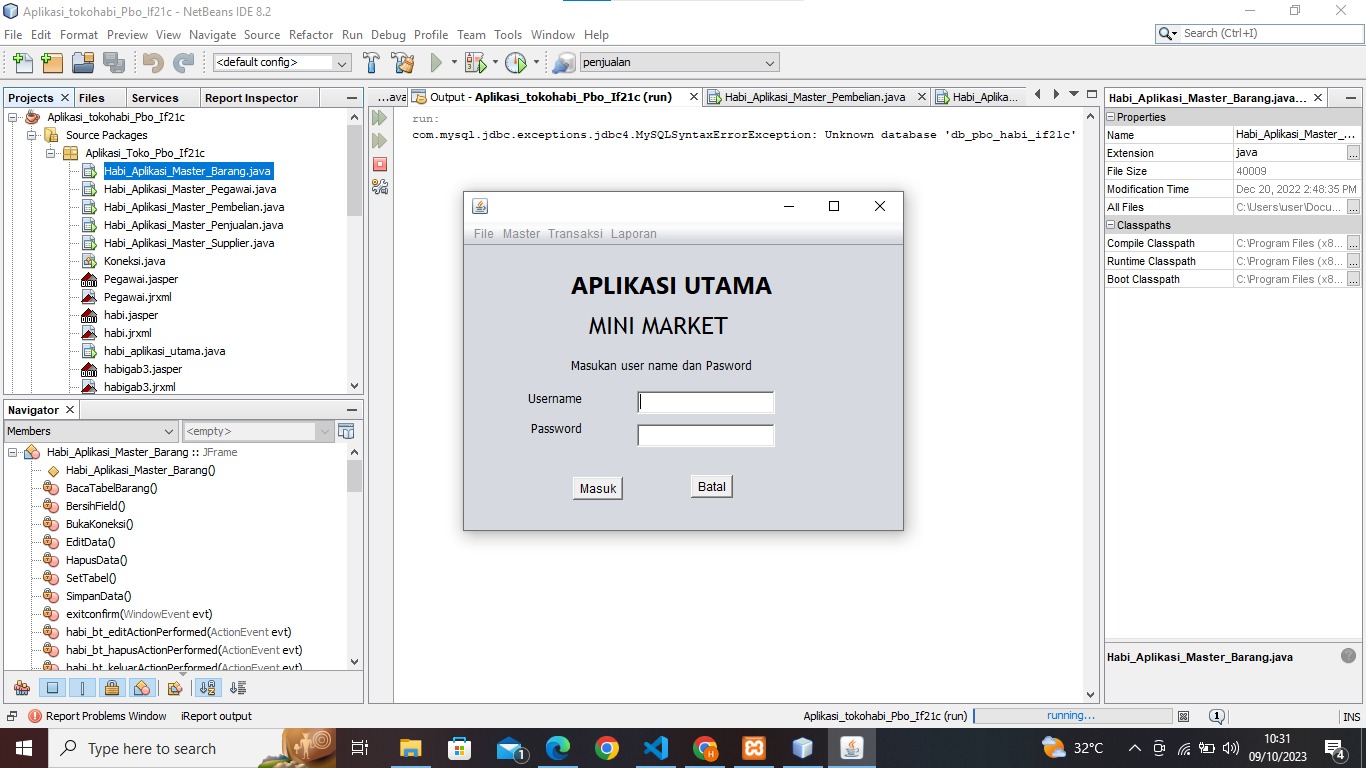 Aplikasi_tokohabi_Pbo_If21c - NetBeans IDE 8.2
File Edit Format Preview View Navigate Source Refactor Run Debug Profile Team Tools Window Help
Search (Ctrl+I)
<default config>
penjualan
Projects Files Services Report Inspector
Aplikasi_tokohabi_Pbo_If21c
Source Packages
Aplikasi_Toko_Pbo_If21c
Habi_Aplikasi_Master_Barang.java
Habi_Aplikasi_Master_Pegawai.java
Habi_Aplikasi_Master_Pembelian.java
Habi_Aplikasi_Master_Penjualan.java
Habi_Aplikasi_Master_Supplier.java
Koneksi.java
Pegawai.jasper
Pegawai.jrxml
habi.jasper
habi.jrxml
habi_aplikasi_utama.java
habigab3.jasper
habigab3.jrxml
Navigator
Members
<empty>
Habi_Aplikasi_Master_Barang :: JFrame
Habi_Aplikasi_Master_Barang()
BacaTabelBarang()
BersihField()
BukaKoneksi()
EditData()
HapusData()
SetTabel()
SimpanData()
exitconfirm(WindowEvent evt)
habi_bt_editActionPerformed(ActionEvent evt)
habi_bt_hapusActionPerformed(ActionEvent evt)
habi_bt_keluarActionPerformed(ActionEvent evt)
...ava Output - Aplikasi_tokohabi_Pbo_If21c (run) Habi_Aplikasi_Master_Pembelian.java Habi_Aplika...
run:
com.mysql.jdbc.exceptions.jdbc4.MySQLSyntaxErrorException: Unknown database 'db_pbo_habi_if21c'
File Master Transaksi Laporan
APLIKASI UTAMA
MINI MARKET
Masukan user name dan Pasword
Username
Password
Masuk Batal
Habi_Aplikasi_Master_Barang.java...
Properties
Name Habi_Aplikasi_Master_...
Extension java ...
File Size 40009
Modification Time Dec 20, 2022 2:48:35 PM
All Files C:\Users\user\Docu... ...
Classpaths
Compile Classpath C:\Program Files (x8... ...
Runtime Classpath C:\Program Files (x8... ...
Boot Classpath C:\Program Files (x8... ...
Habi_Aplikasi_Master_Barang.java
Report Problems Window iReport output
Aplikasi_tokohabi_Pbo_If21c (run) running... 1 INS
Type here to search
1
H
32°C
10:31
09/10/2023
4